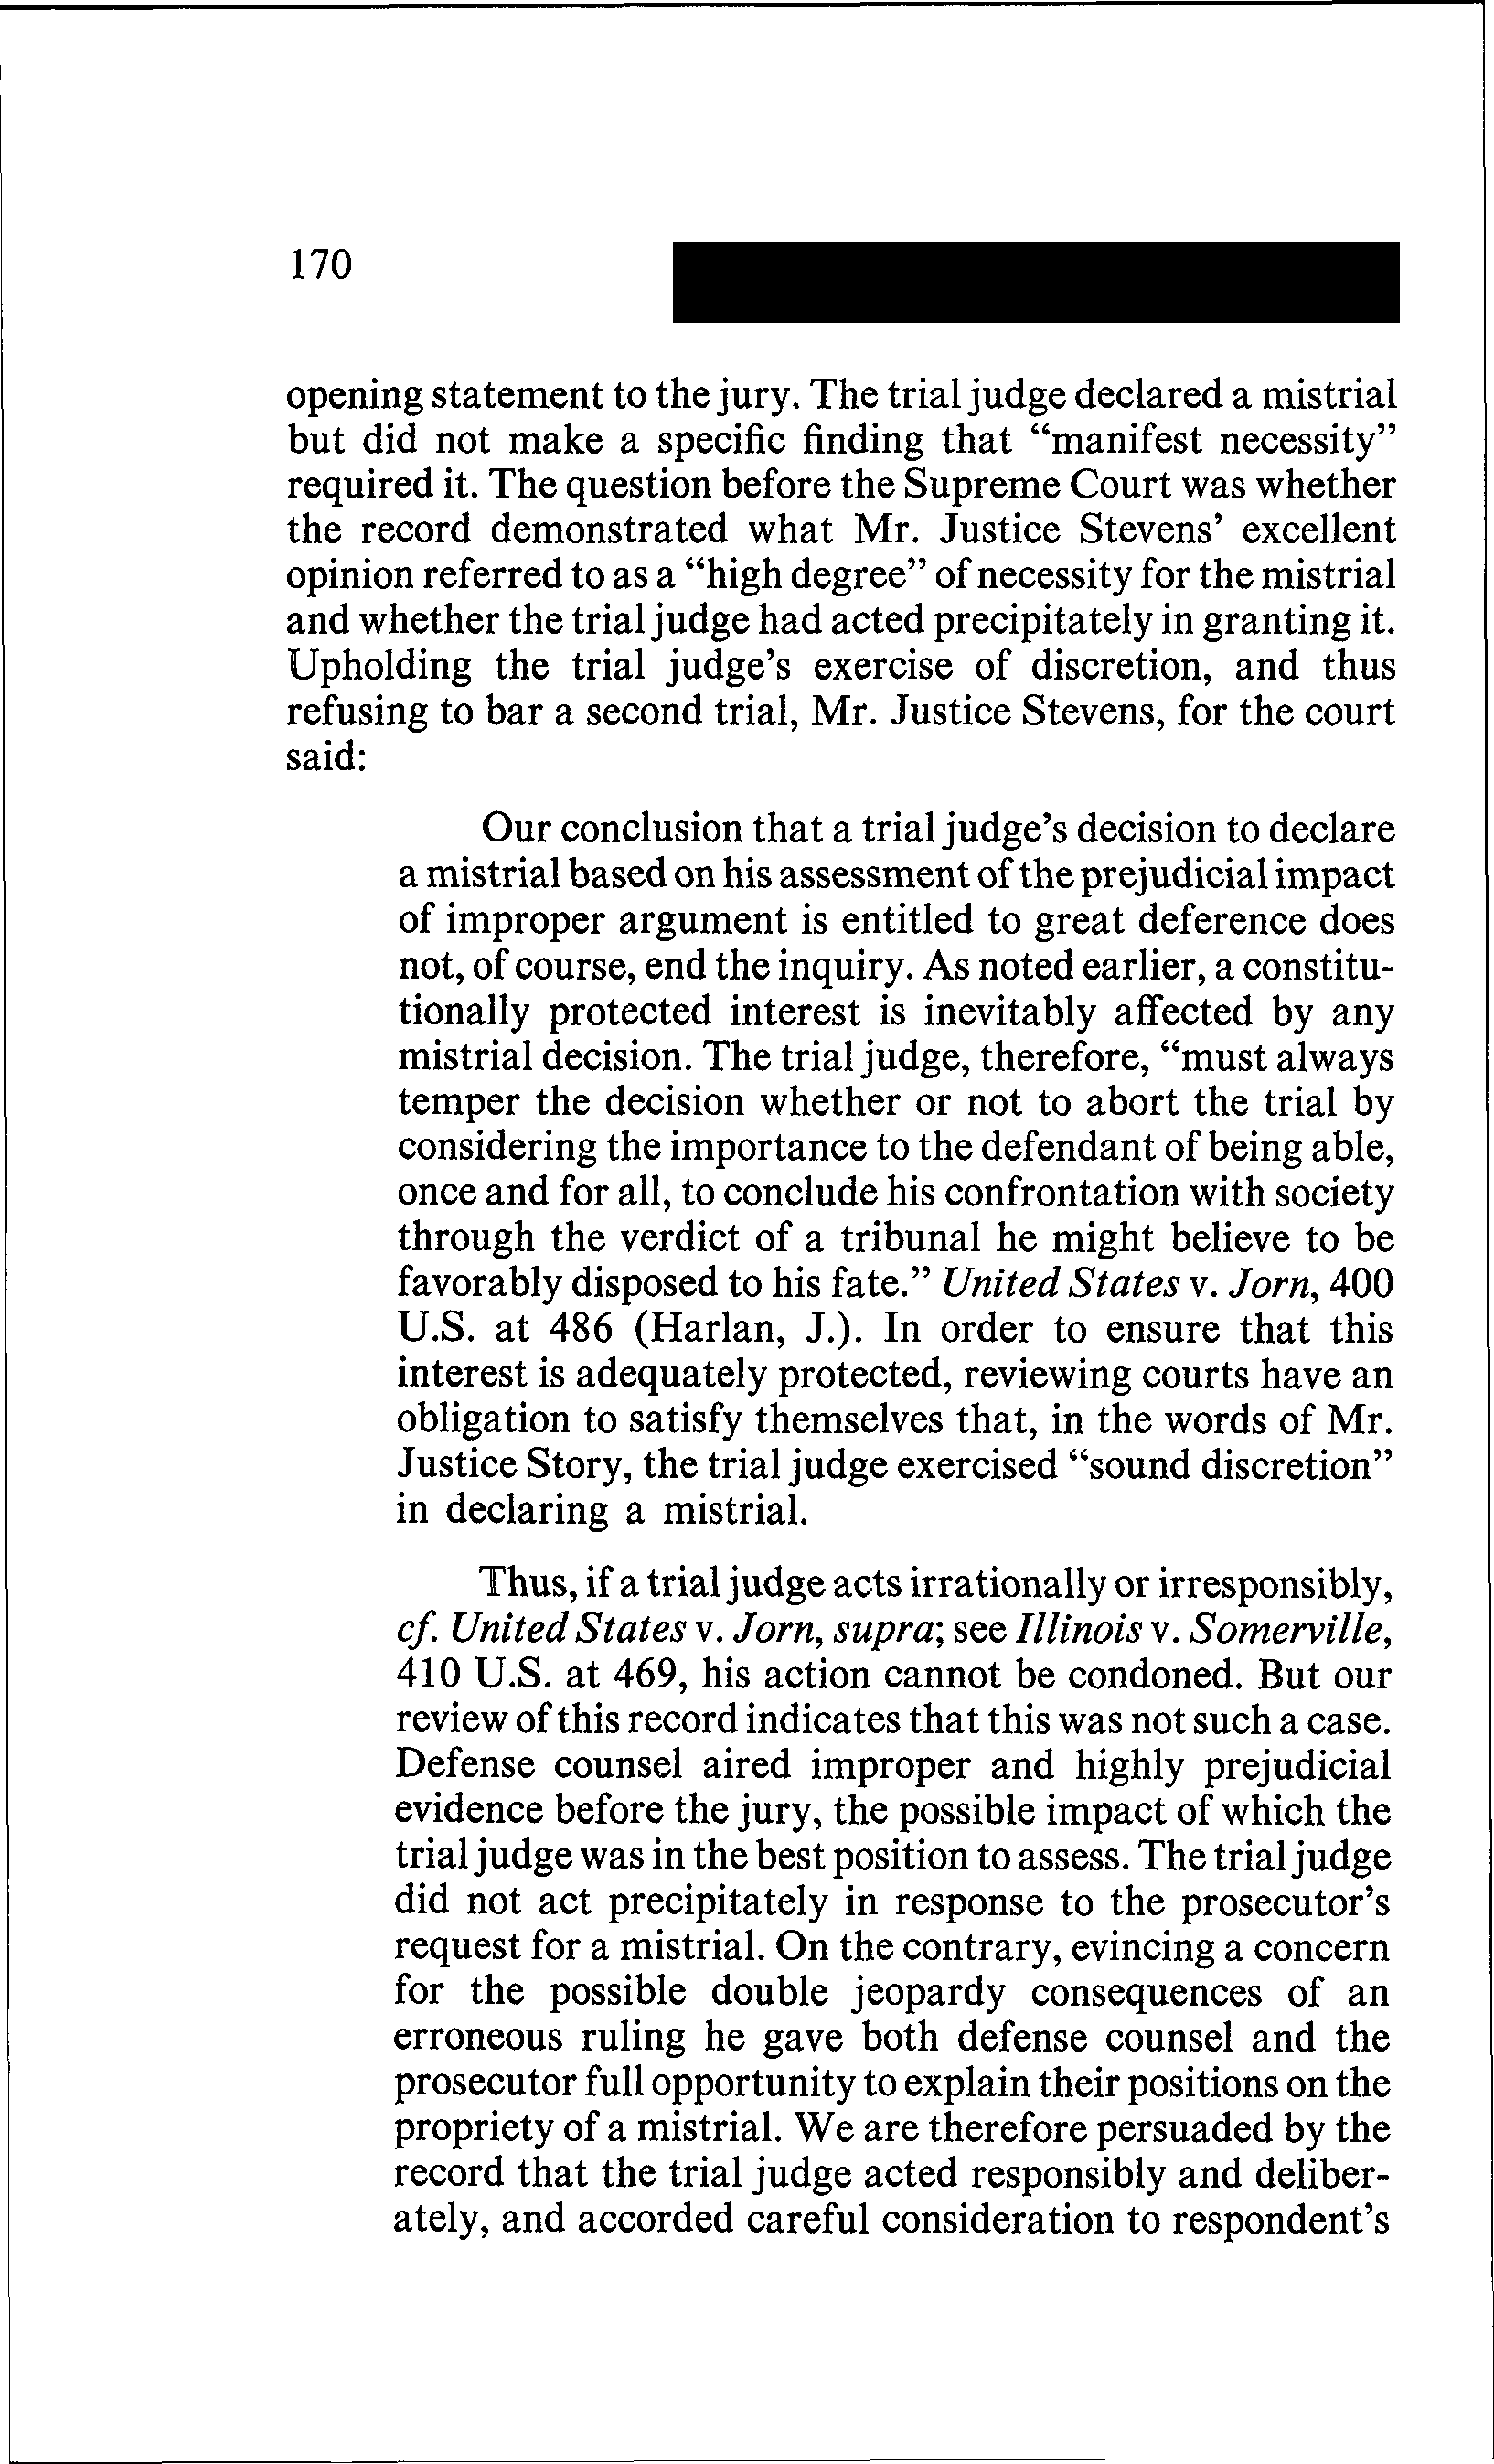 170
opening statement to the jury. The trial judge declared a mistrial
but did not make a specific finding that “manifest necessity”
required it. The question before the Supreme Court was whether
the record demonstrated what Mr. Justice Stevens’ excellent
opinion referred to as a “high degree” of necessity for the mistrial
and whether the trial judge had acted precipitately in granting it.
Upholding the trial judge’s exercise of discretion, and thus
refusing to bar a second trial, Mr. Justice Stevens, for the court
said:
Our conclusion that a trial judge’s decision to declare
a mistrial based on his assessment of the prejudicial impact
of improper argument is entitled to great deference does
not, of course, end the inquiry. As noted earlier, a constitu-
tionally protected interest is inevitably affected by any
mistrial decision. The trial judge, therefore, “must always
temper the decision whether or not to abort the trial by
considering the importance to the defendant of being able,
once and for all, to conclude his confrontation with society
through the verdict of a tribunal he might believe to be
favorably disposed to his fate.” United States v. Jorn, 400
U.S. at 486 (Harlan, J.). In order to ensure that this
interest is adequately protected, reviewing courts have an
obligation to satisfy themselves that, in the words of Mr.
Justice Story, the trial judge exercised “sound discretion”
in declaring a mistrial.
Thus, if a trial judge acts irrationally or irresponsibly,
cf. United States v. Jorn, supra; see Illinois v. Somerville,
410 U.S. at 469, his action cannot be condoned. But our
review of this record indicates that this was not such a case.
Defense counsel aired improper and highly prejudicial
evidence before the jury, the possible impact of which the
trial judge was in the best position to assess. The trial judge
did not act precipitately in response to the prosecutor’s
request for a mistrial. On the contrary, evincing a concern
for the possible double jeopardy consequences of an
erroneous ruling he gave both defense counsel and the
prosecutor full opportunity to explain their positions on the
propriety of a mistrial. We are therefore persuaded by the
record that the trial judge acted responsibly and deliber-
ately, and accorded careful consideration to respondent’s